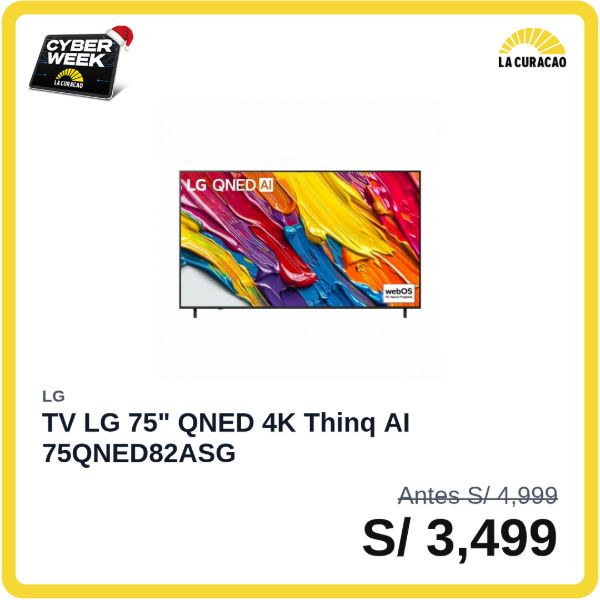 CYBER
WEEK
LA CURACAO
LA CURACAO
LG QNED AI
webOS
LG
TV LG 75" QNED 4K Thinq AI
75QNED82ASG
Antes S/ 4,999
S/ 3,499